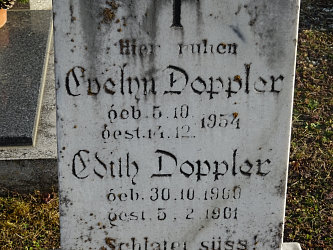 Hier ruhen
Evelyn Doppler
geb. 5.10.
gest. 14.12. 1954
Edith Doppler
geb. 30.10.1960
gest. 5.2.1961
Schlafet süss!